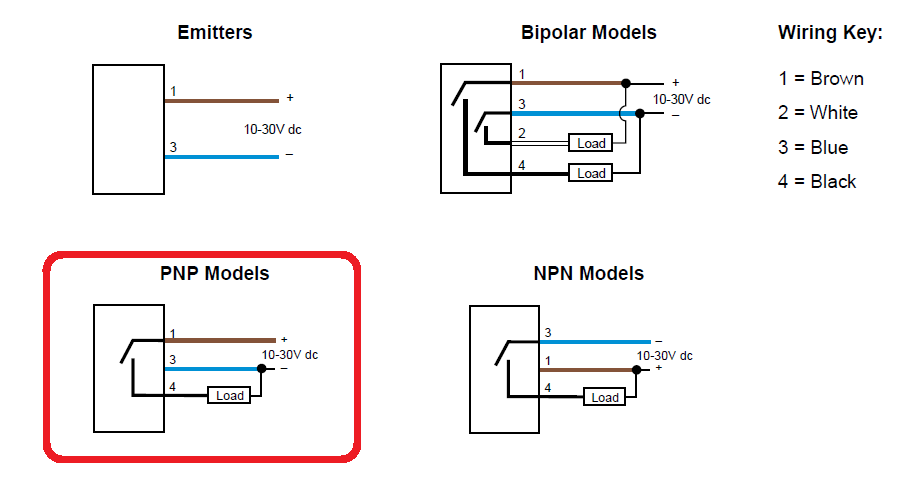 Emitters
1
+
10-30V dc
3
–
Bipolar Models
1
+
10-30V dc
3
–
2
Load
4
Load
Wiring Key:
1 = Brown
2 = White
3 = Blue
4 = Black
PNP Models
1
+
10-30V dc
3
–
4
Load
NPN Models
3
–
10-30V dc
1
+
4
Load